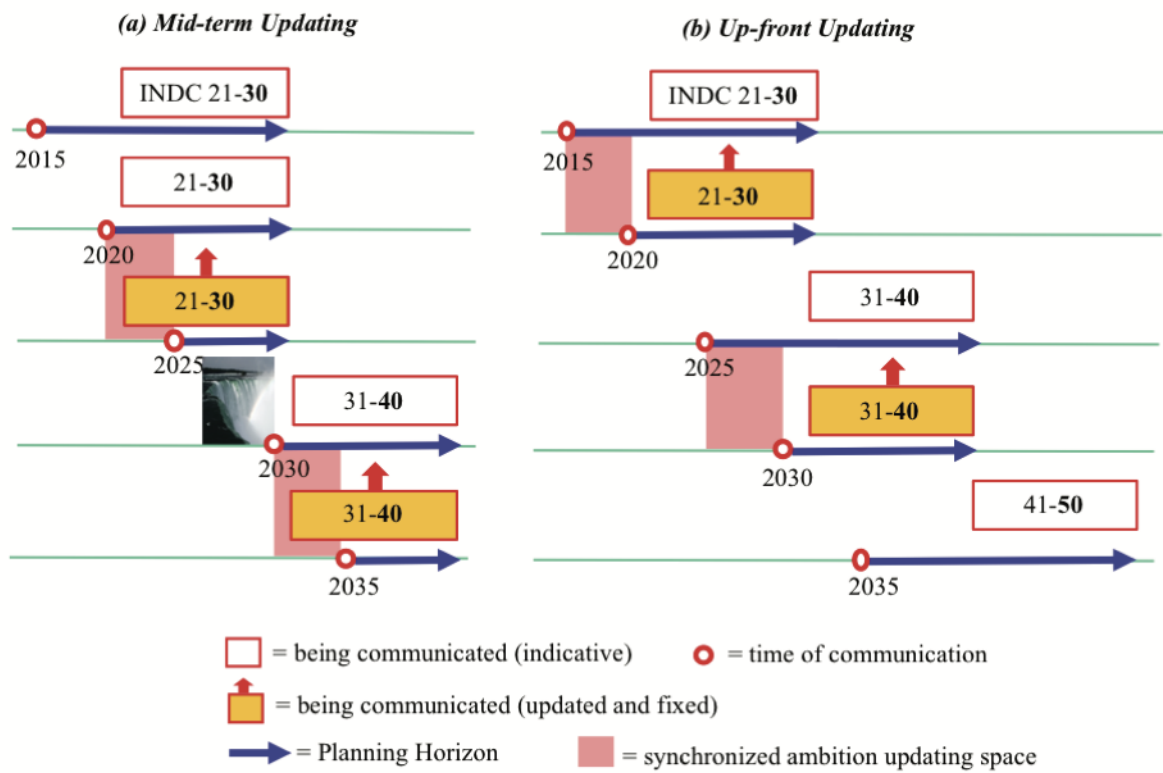 (a) Mid-term Updating
INDC 21-30
2015
21-30
2020
21-30
2025
31-40
2030
31-40
2035
(b) Up-front Updating
INDC 21-30
2015
21-30
2020
31-40
2025
31-40
2030
41-50
2035
= being communicated (indicative)
= time of communication
= being communicated (updated and fixed)
= Planning Horizon
= synchronized ambition updating space